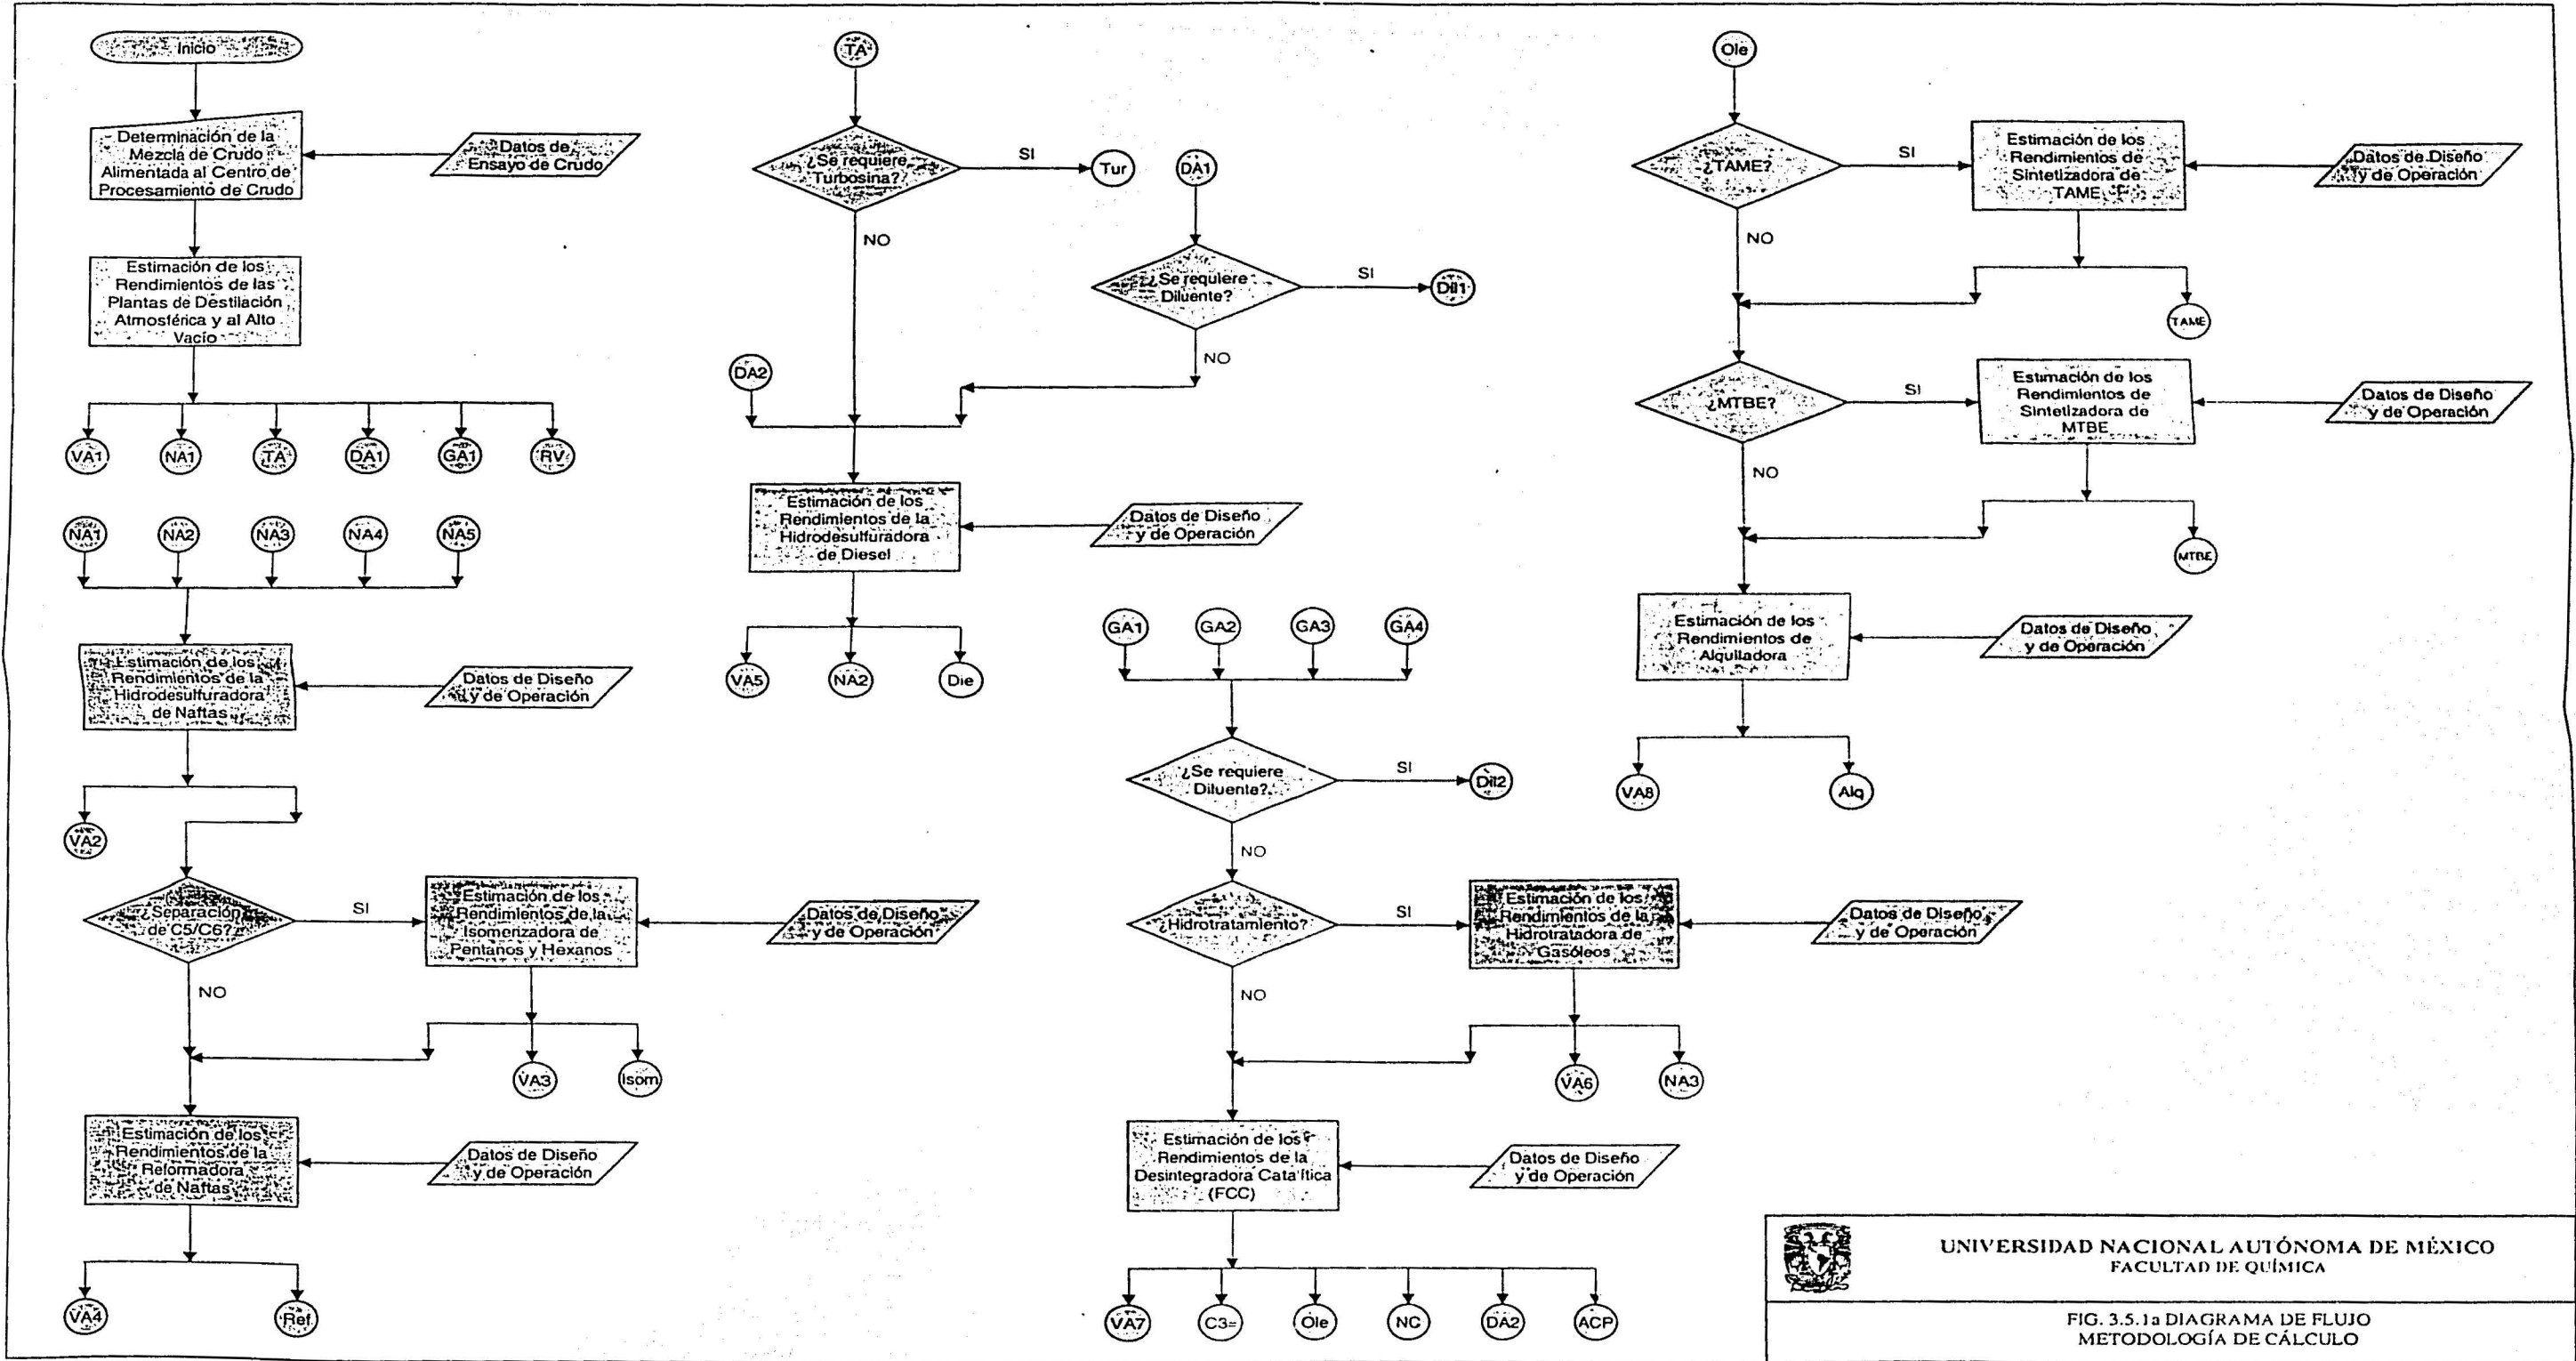 Inicio
Determinación de la
Mezcla de Crudo
Alimentada al Centro de
Procesamiento de Crudo
Datos de
Ensayo de Crudo
Estimación de los
Rendimientos de las
Plantas de Destilación
Atmosférica y al Alto
Vacío
VA1
NA1
TA
DA1
GA1
RV
NA1
NA2
NA3
NA4
NA5
Estimación de los
Rendimientos de la
Hidrodesulfuradora
de Naftas
Datos de Diseño
y de Operación
VA2
¿Separación
de C5/C6?
SI
NO
Estimación de los
Rendimientos de la
Isomerizadora de
Pentanos y Hexanos
Datos de Diseño
y de Operación
VA3
Isom
Estimación de los
Rendimientos de la
Reformadora
de Naftas
Datos de Diseño
y de Operación
VA4
Ref
TA
¿Se requiere
Turbosina?
SI
Tur
NO
DA1
¿Se requiere
Diluente?
SI
Dil1
NO
DA2
Estimación de los
Rendimientos de la
Hidrodesulfuradora
de Diesel
Datos de Diseño
y de Operación
VA5
NA2
Die
GA1
GA2
GA3
GA4
¿Se requiere
Diluente?
SI
Dil2
NO
¿Hidrotratamiento?
SI
NO
Estimación de los
Rendimientos de la
Hidrotratadora de
Gasóleos
Datos de Diseño
y de Operación
VA6
NA3
Estimación de los
Rendimientos de la
Desintegradora Catalítica
(FCC)
Datos de Diseño
y de Operación
VA7
C3=
Ole
NC
DA2
ACP
Ole
¿TAME?
SI
NO
Estimación de los
Rendimientos de
Sintetizadora de
TAME
Datos de Diseño
y de Operación
TAME
¿MTBE?
SI
NO
Estimación de los
Rendimientos de
Sintetizadora de
MTBE
Datos de Diseño
y de Operación
MTBE
Estimación de los
Rendimientos de
Alquiladora
Datos de Diseño
y de Operación
VA8
Alq
UNIVERSIDAD NACIONAL AUTÓNOMA DE MÉXICO
FACULTAD DE QUÍMICA
FIG. 3.5.1a DIAGRAMA DE FLUJO
METODOLOGÍA DE CÁLCULO